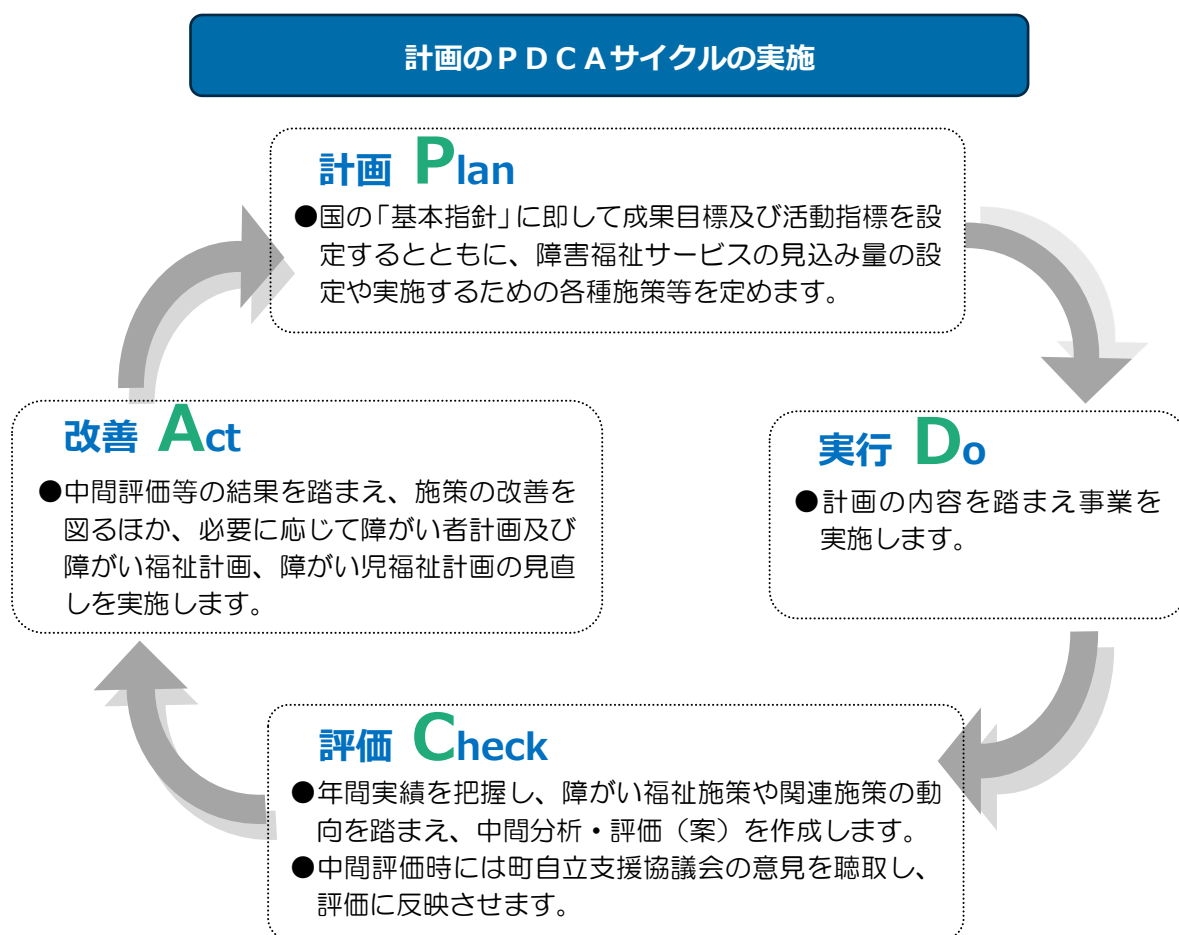 計画のＰＤＣＡサイクルの実施
計画 Plan
●国の「基本指針」に即して成果目標及び活動指標を設
定するとともに、障害福祉サービスの見込み量の設
定や実施するための各種施策等を定めます。
改善 Act
●中間評価等の結果を踏まえ、施策の改善を
図るほか、必要に応じて障がい者計画及び
障がい福祉計画、障がい児福祉計画の見直
しを実施します。
実行 Do
●計画の内容を踏まえ事業を
実施します。
評価 Check
●年間実績を把握し、障がい福祉施策や関連施策の動
向を踏まえ、中間分析・評価（案）を作成します。
●中間評価時には町自立支援協議会の意見を聴取し、
評価に反映させます。